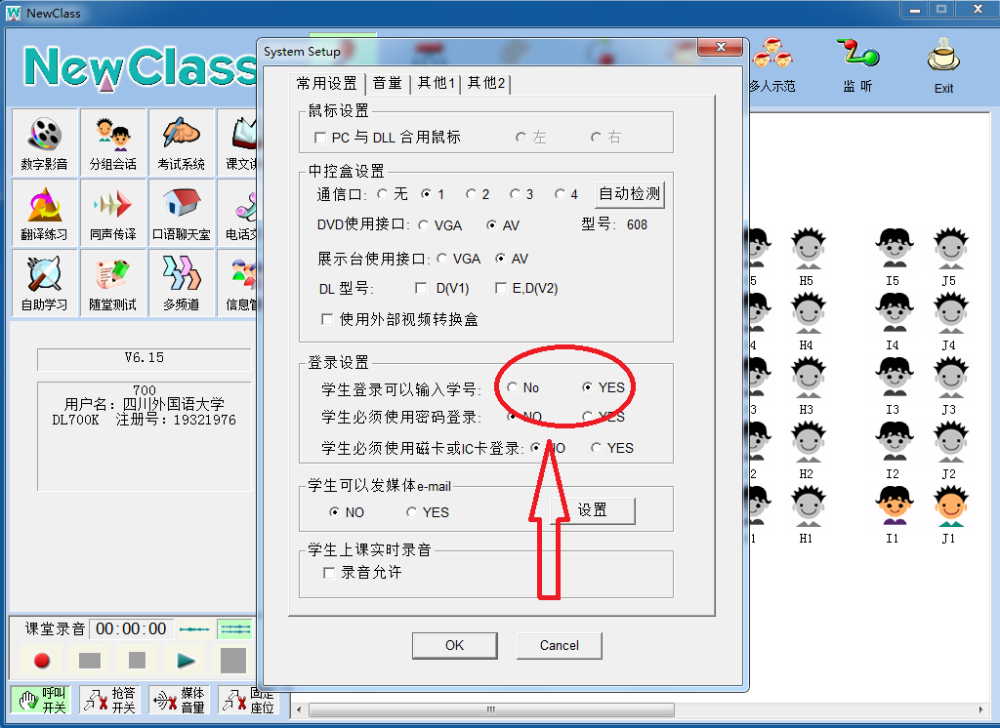 NewClass
NewClass
System Setup
多人示范
监 听
Exit
常用设置 音量 其他1 其他2
数字影音 分组会话 考试系统 课文
翻译练习 同声传译 口语聊天室 电话
自助学习 随堂测试 多频道 信息
V6.15
700
用户名：四川外国语大学
DL700K 注册号：19321976
鼠标设置
PC 与 DLL 合用鼠标 左 右
中控盒设置
通信口: 无 1 2 3 4 自动检测
DVD使用接口: VGA AV 型号: 608
展示台使用接口: VGA AV
DL 型号: D(V1) E,D(V2)
使用外部视频转换盒
登录设置
学生登录可以输入学号: No YES
学生必须使用密码登录: NO YES
学生必须使用磁卡或IC卡登录: NO YES
学生可以发媒体e-mail
NO YES 设置
学生上课实时录音
录音允许
OK Cancel
5 H5 I5 J5
4 H4 I4 J4
3 H3 I3 J3
2 H2 I2 J2
1 H1 I1 J1
课堂录音 00:00:00
呼叫开关 抢答开关 媒体音量 固定座位